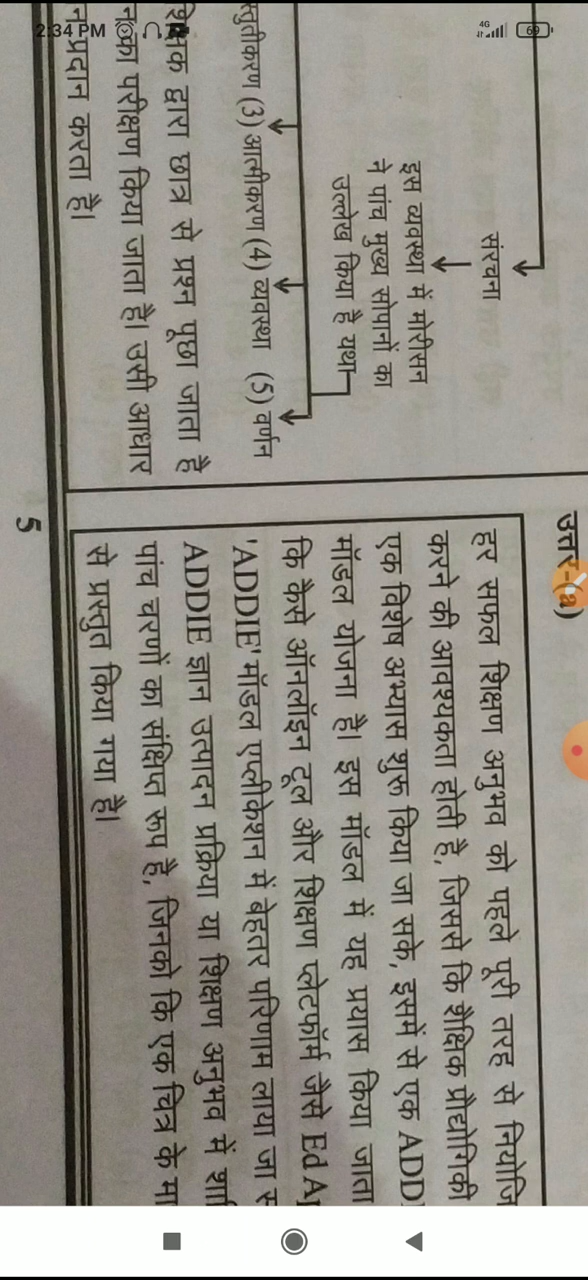 2:34 PM
4G
69
संरचना
इस व्यवस्था में मोरीसन
ने पांच मुख्य सोपानों का
उल्लेख किया है यथा-
(3) आत्मीकरण (4) व्यवस्था (5) वर्णन
द्वारा छात्र से प्रश्न पूछा जाता है
का परीक्षण किया जाता है। उसी आधार
प्रदान करता है।
5
उत्तर-(a)
हर सफल शिक्षण अनुभव को पहले पूरी तरह से
करने की आवश्यकता होती है, जिससे कि शैक्षिक प्रौद्योगिकी
एक विशेष अभ्यास शुरू किया जा सके, इसमें से एक ADD
मॉडल योजना है। इस मॉडल में यह प्रयास किया जाता
कि कैसे ऑनलॉइन टूल और शिक्षण प्लेटफॉर्म जैसे Ed
'ADDIE' मॉडल एप्लीकेशन में बेहतर परिणाम लाया जा
ADDIE ज्ञान उत्पादन प्रक्रिया या शिक्षण अनुभव में
पांच चरणों का संक्षिप्त रूप है, जिनको कि एक चित्र के
से प्रस्तुत किया गया है।